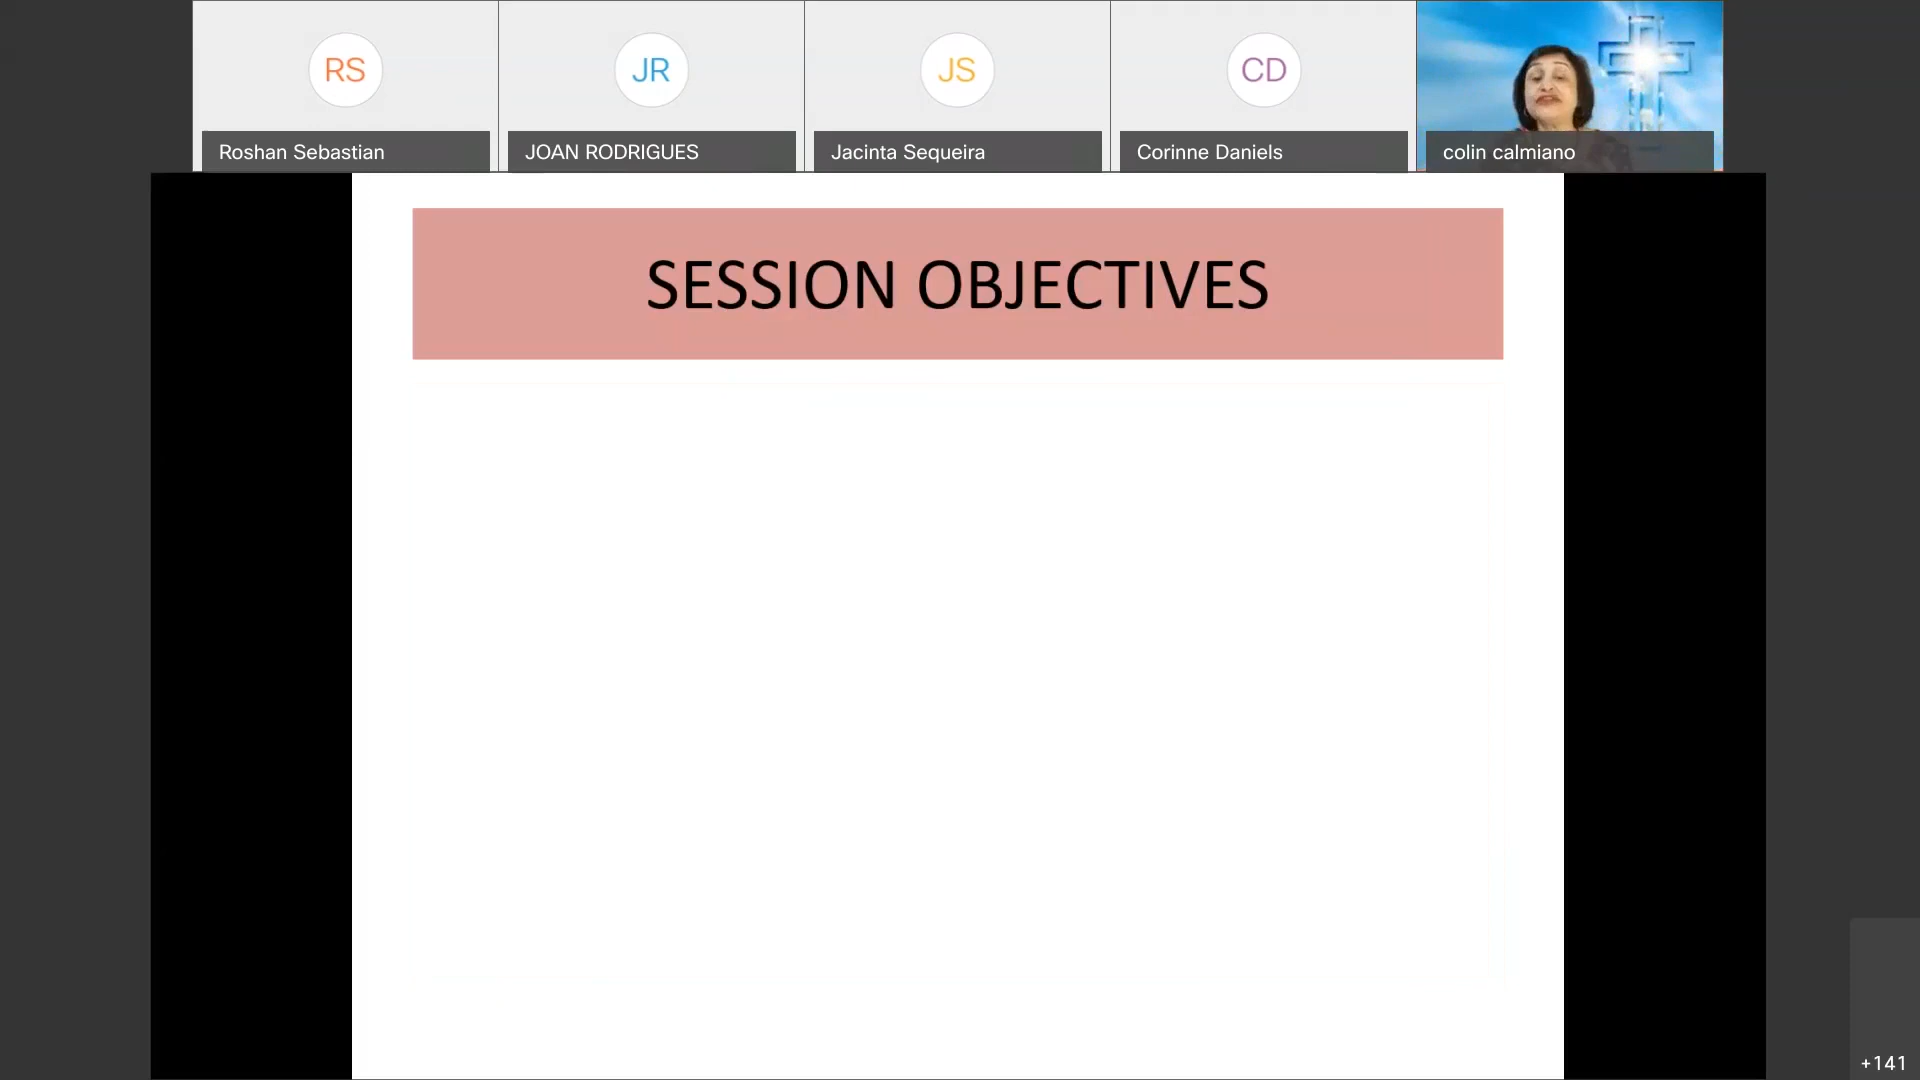 RS
JR
JS
CD
Roshan Sebastian
JOAN RODRIGUES
Jacinta Sequeira
Corinne Daniels
colin calmiano
SESSION OBJECTIVES
+141